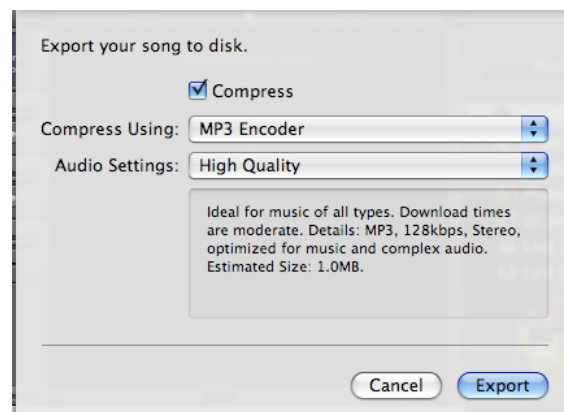 Export your song to disk.
Compress
Compress Using: MP3 Encoder
Audio Settings: High Quality
Ideal for music of all types. Download times
are moderate. Details: MP3, 128kbps, Stereo,
optimized for music and complex audio.
Estimated Size: 1.0MB.
Cancel Export